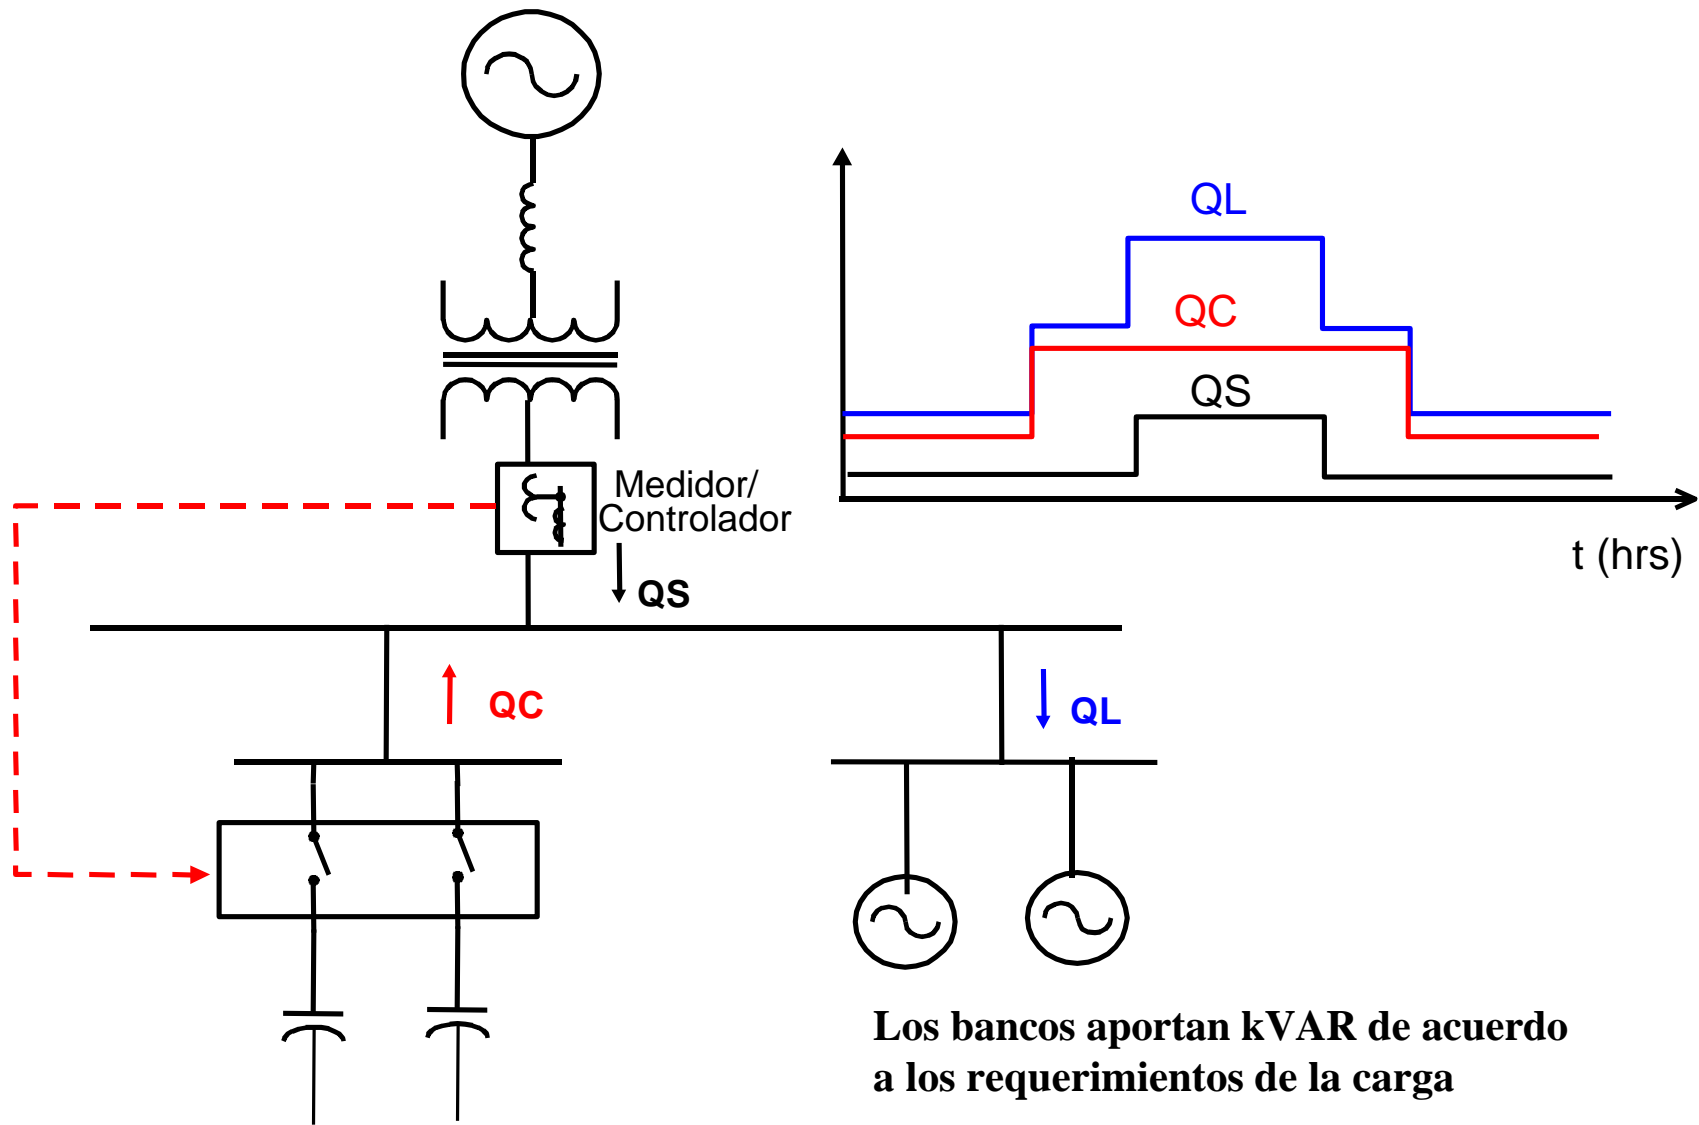 QL
QC
QS
t (hrs)
Medidor/
Controlador
QS
QC
QL
Los bancos aportan kVAR de acuerdo
a los requerimientos de la carga